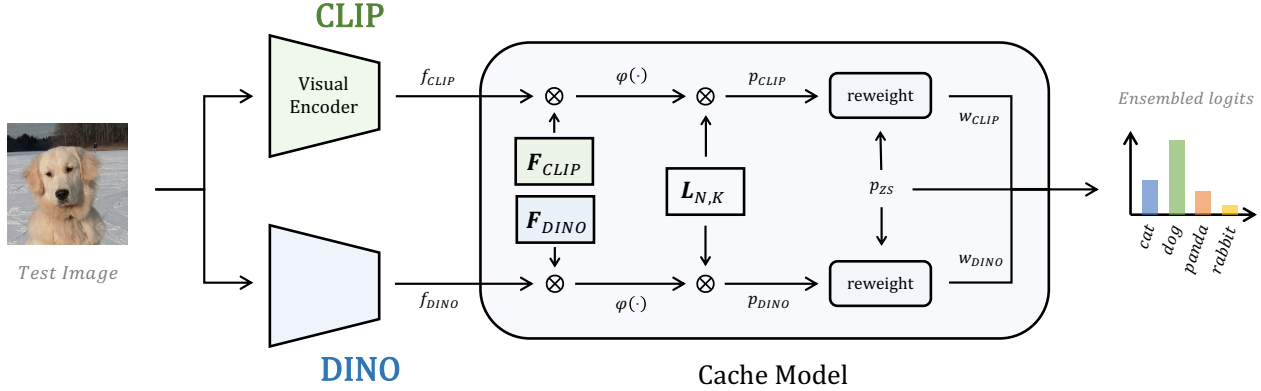 CLIP
Visual
Encoder
f_CLIP
φ(·)
p_CLIP
reweight
w_CLIP
Ensembled logits
F_CLIP
F_DINO
L_N,K
p_ZS
Test Image
cat
dog
panda
rabbit
f_DINO
φ(·)
p_DINO
reweight
w_DINO
DINO
Cache Model